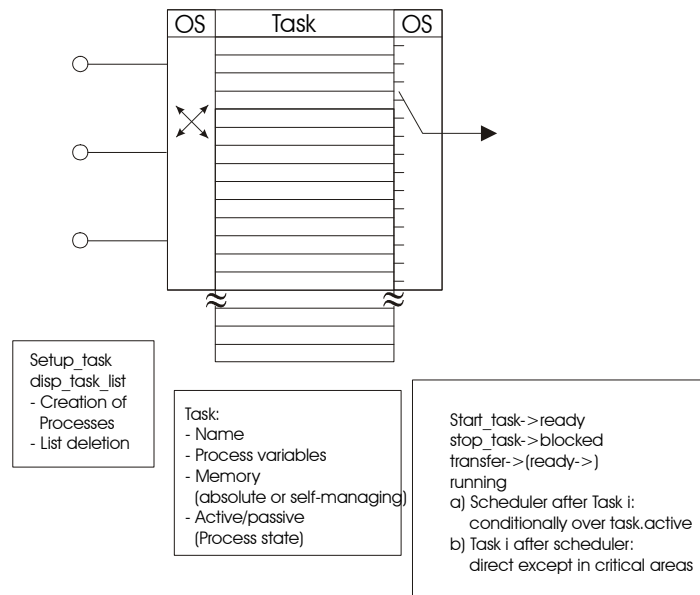 OS
Task
OS
Setup_task
disp_task_list
- Creation of
Processes
- List deletion
Task:
- Name
- Process variables
- Memory
(absolute or self-managing)
- Active/passive
(Process state)
Start_task->ready
stop_task->blocked
transfer->(ready->)
running
a) Scheduler after Task i:
conditionally over task.active
b) Task i after scheduler:
direct except in critical areas